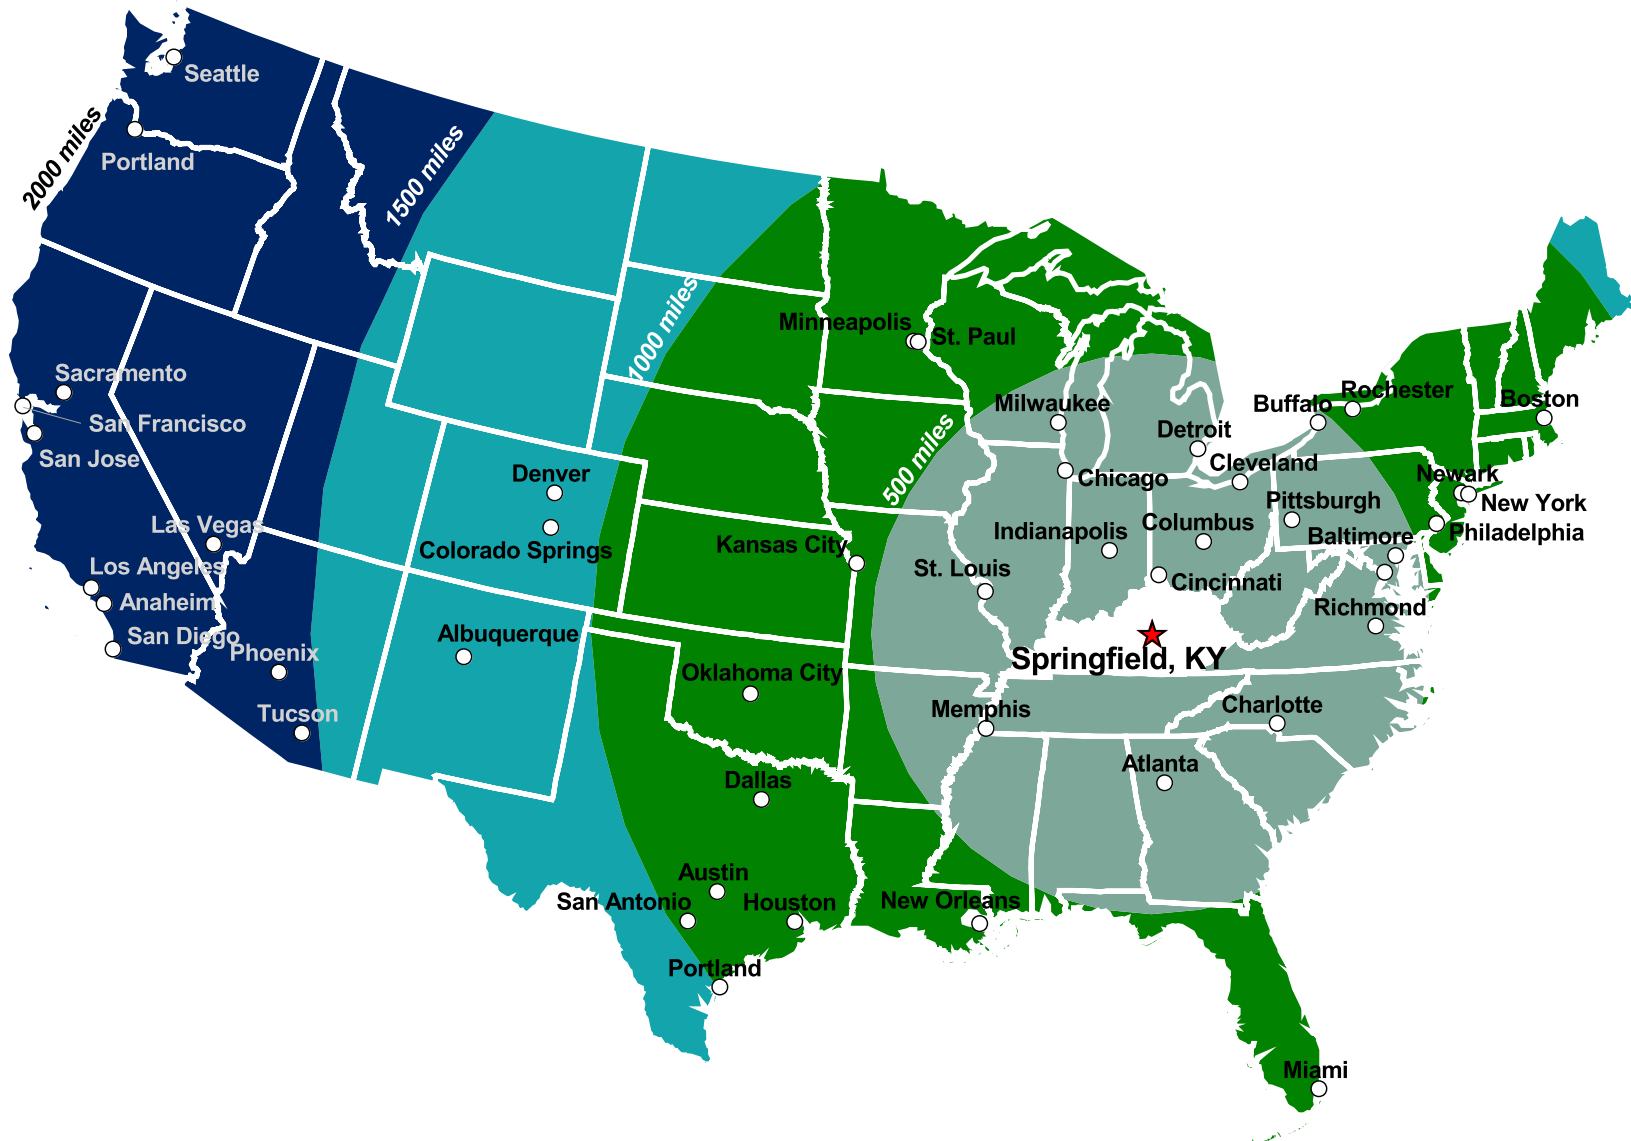 Seattle
2000 miles
1500 miles
Portland
1000 miles
Minneapolis
St. Paul
Sacramento
Milwaukee
Buffalo
Rochester
Boston
San Francisco
500 miles
Detroit
San Jose
Cleveland
Denver
Chicago
Newark
Pittsburgh
New York
Las Vegas
Indianapolis
Columbus
Baltimore
Philadelphia
Colorado Springs
Kansas City
Los Angeles
St. Louis
Cincinnati
Anaheim
Richmond
San Diego
Albuquerque
Phoenix
Springfield, KY
Oklahoma City
Tucson
Memphis
Charlotte
Dallas
Atlanta
Austin
San Antonio
Houston
New Orleans
Portland
Miami